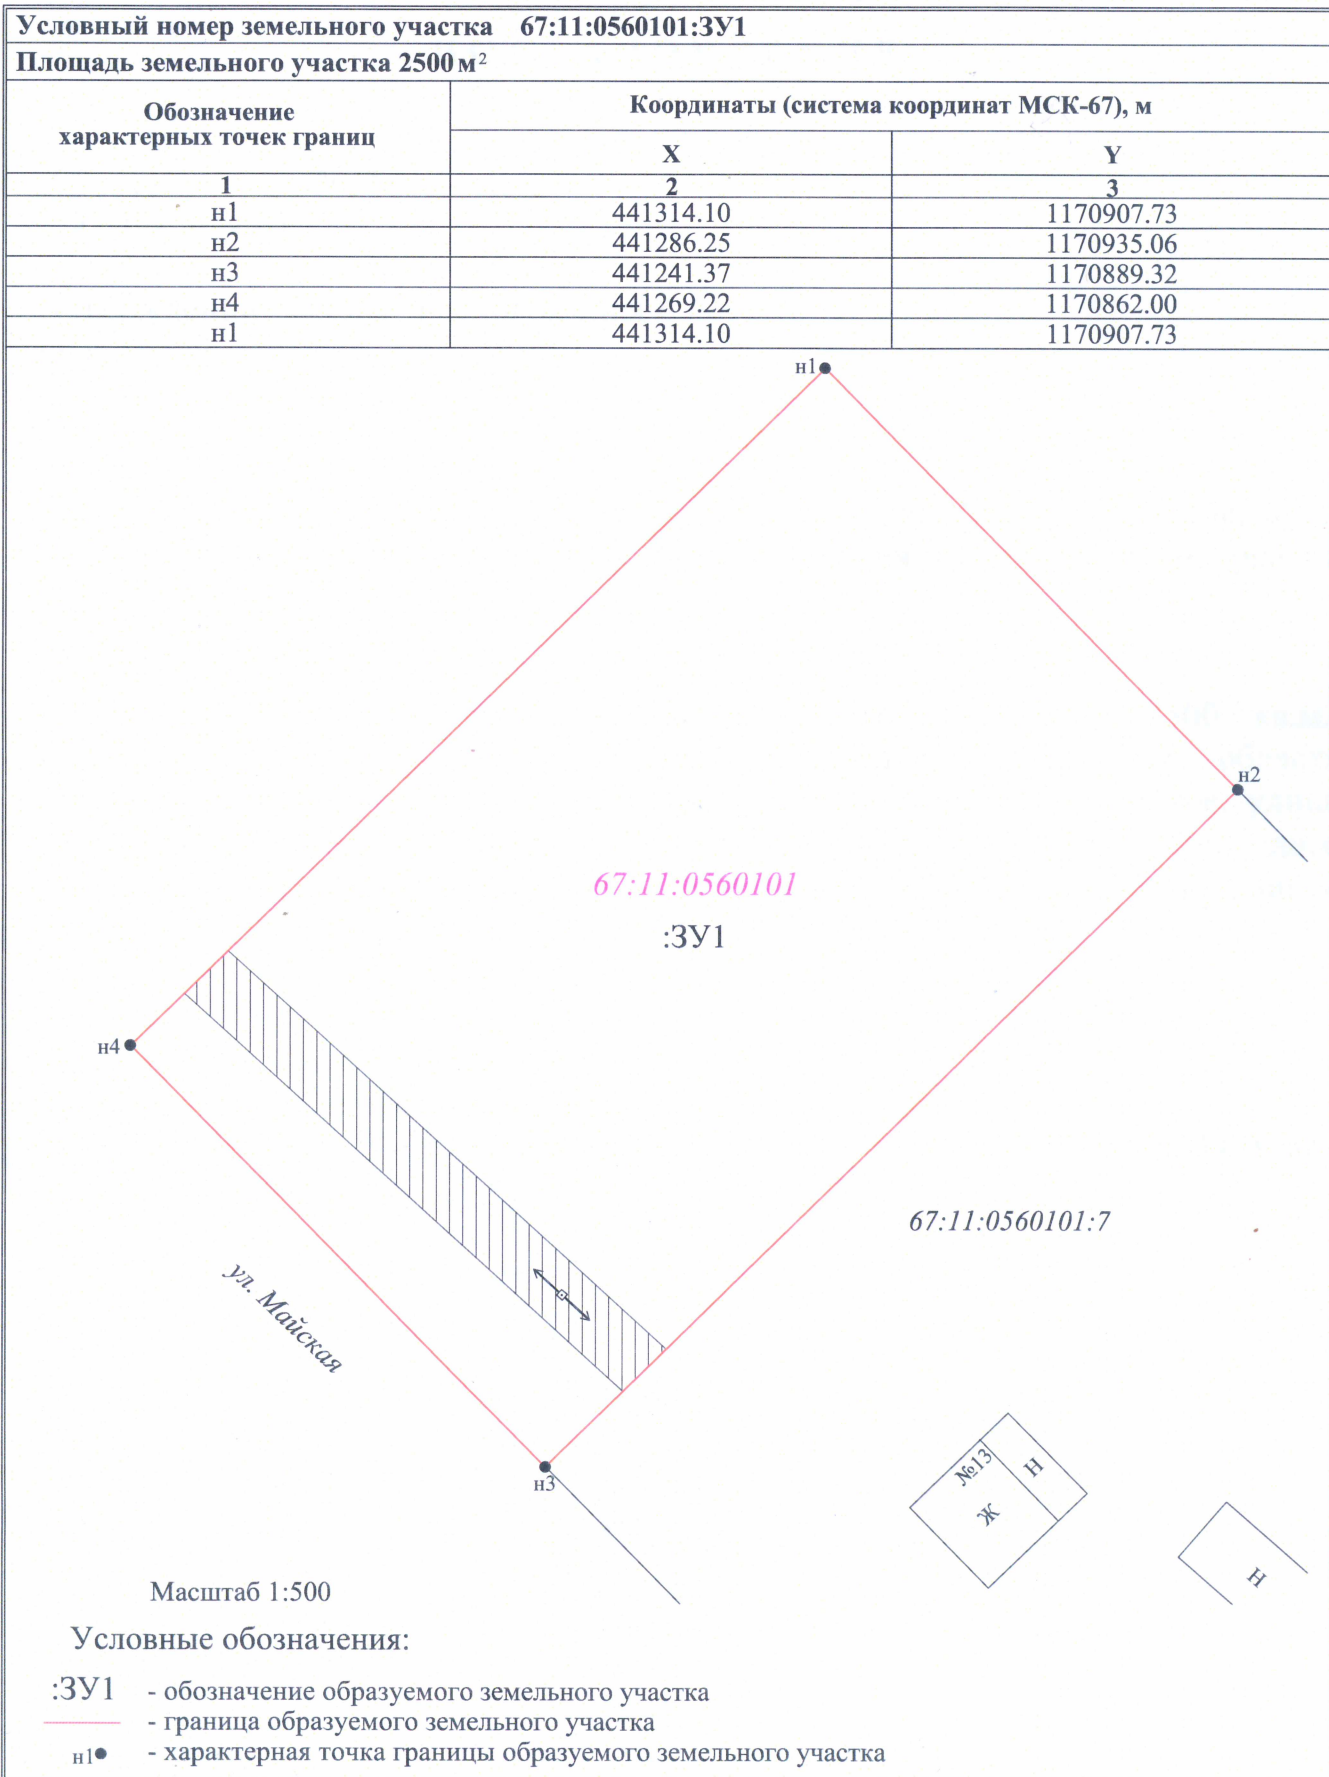 Условный номер земельного участка 67:11:0560101:ЗУ1
Площадь земельного участка 2500 м²
Обозначение
характерных точек границ
Координаты (система координат МСК-67), м
X Y
1 2 3
н1 441314.10 1170907.73
н2 441286.25 1170935.06
н3 441241.37 1170889.32
н4 441269.22 1170862.00
н1 441314.10 1170907.73
н1
н2
67:11:0560101
:ЗУ1
н4
67:11:0560101:7
ул. Майская
н3
№13
Н
Ж
Н
Масштаб 1:500
Условные обозначения:
:ЗУ1 - обозначение образуемого земельного участка
- граница образуемого земельного участка
н1 - характерная точка границы образуемого земельного участка